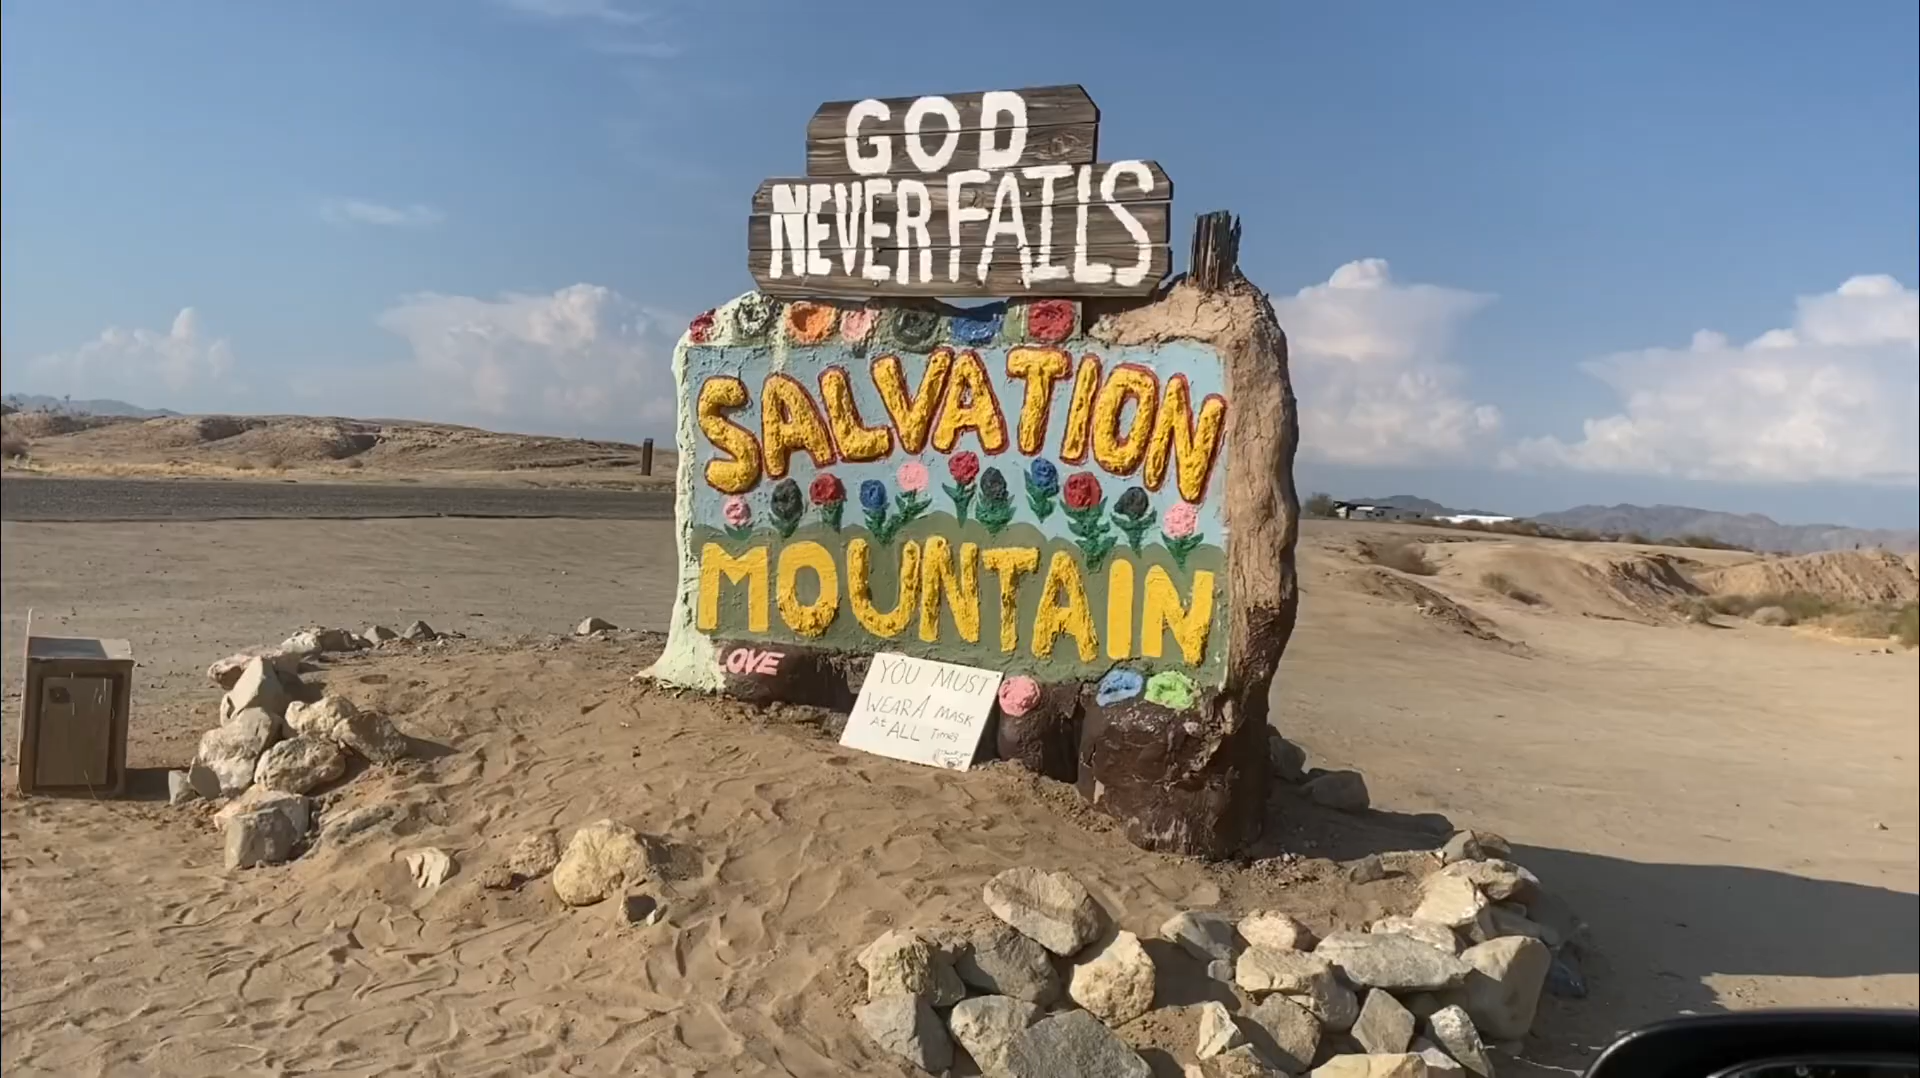 GOD
NEVER FAILS
SALVATION
MOUNTAIN
LOVE
YOU MUST
WEAR A MASK
At ALL Times